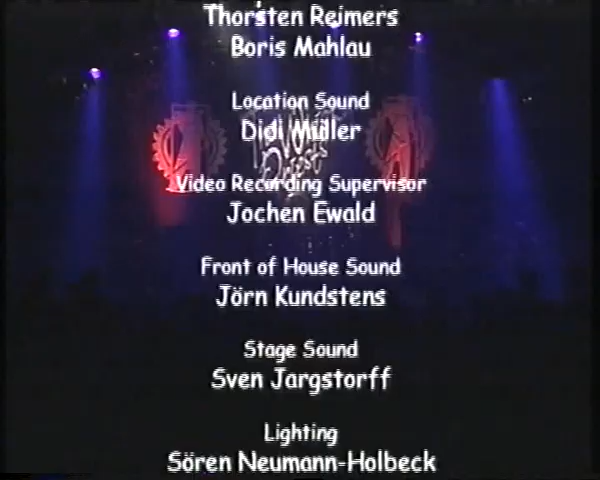 Thorsten Reimers
Boris Mahlau
Location Sound
Didi Müller
Video Recording Supervisor
Jochen Ewald
Front of House Sound
Jörn Kundstens
Stage Sound
Sven Jargstorff
Lighting
Sören Neumann-Holbeck
Priest